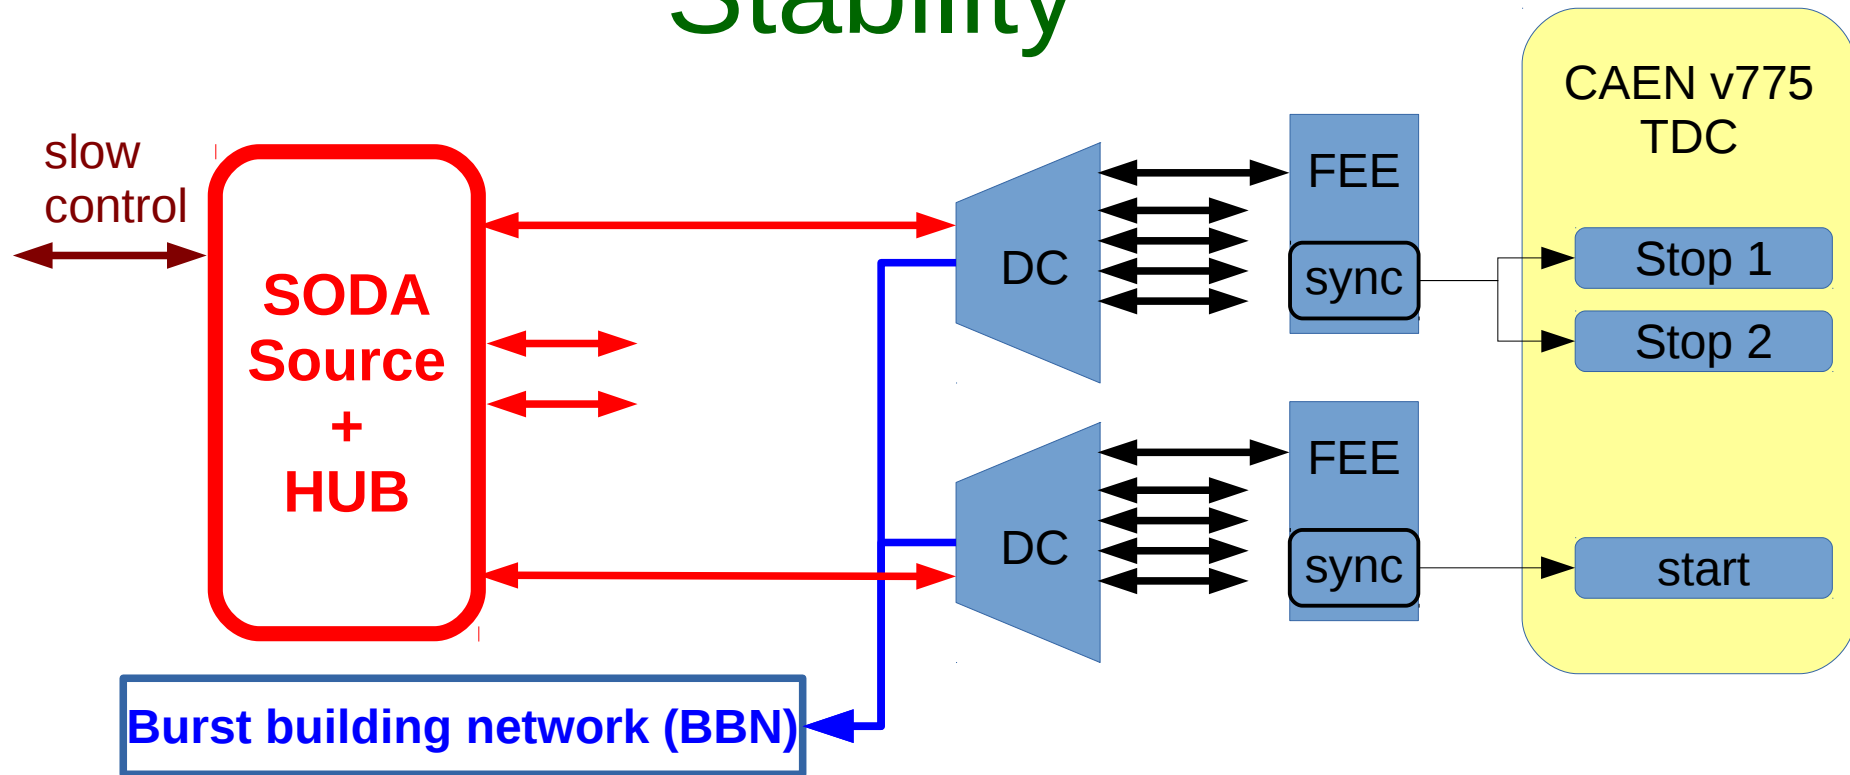 Stability
slow
control
SODA
Source
+
HUB
DC
FEE
sync
DC
FEE
sync
CAEN v775
TDC
Stop 1
Stop 2
start
Burst building network (BBN)